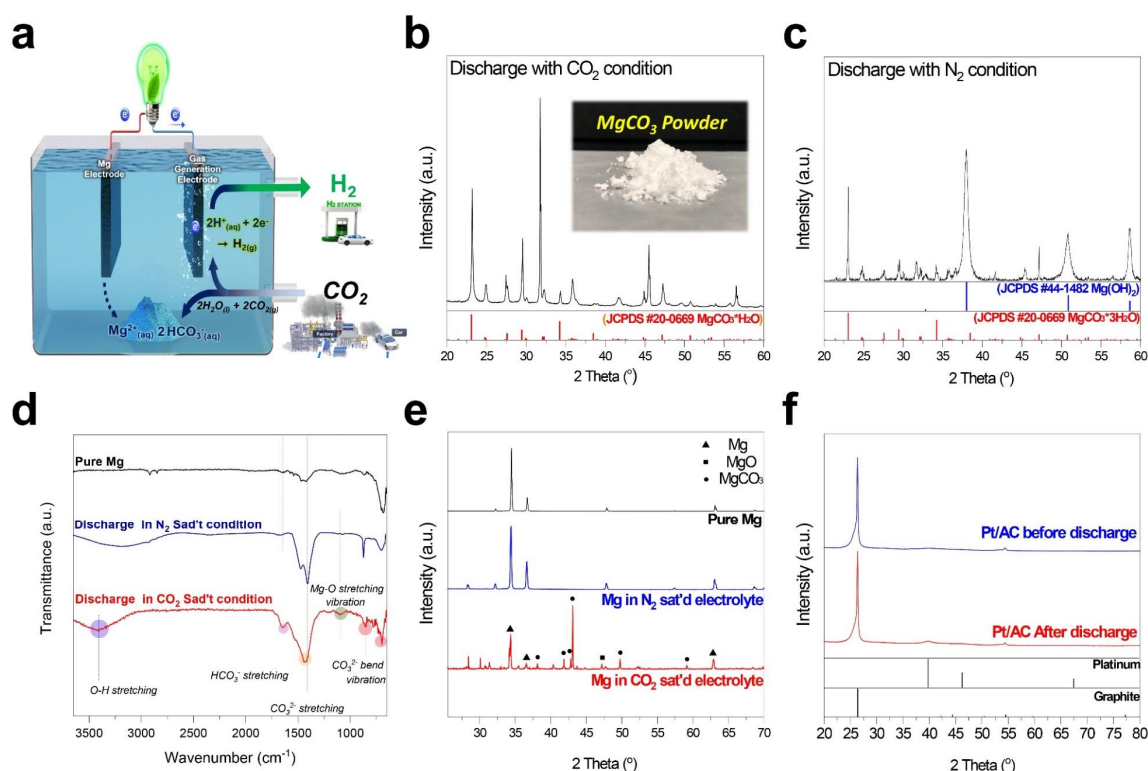 a
e⁻
e⁻
Mg
Electrode
Gas
Generation
Electrode
H₂
H2 STATION
2H⁺(aq) + 2e⁻
→ H₂(g)
e⁻
CO₂
2H₂O(l) + 2CO₂(g)
Mg²⁺(aq) 2HCO₃⁻(aq)
Factory
Car
b
Discharge with CO₂ condition
MgCO₃ Powder
Intensity (a.u.)
(JCPDS #20-0669 MgCO₃*H₂O)
20 25 30 35 40 45 50 55 60
2 Theta (°)
c
Discharge with N₂ condition
Intensity (a.u.)
(JCPDS #44-1482 Mg(OH)₂)
(JCPDS #20-0669 MgCO₃*3H₂O)
20 25 30 35 40 45 50 55 60
2 Theta (°)
d
Pure Mg
Discharge in N₂ Sad't condition
Mg-O stretching
vibration
Discharge in CO₂ Sad't condition
Transmittance (a.u.)
O-H stretching
HCO₃⁻ stretching
CO₃²⁻ bend
vibration
CO₃²⁻ stretching
3500 3000 2500 2000 1500 1000
Wavenumber (cm⁻¹)
e
▲ Mg
■ MgO
● MgCO₃
Pure Mg
Intensity (a.u.)
Mg in N₂ sat'd electrolyte
Mg in CO₂ sat'd electrolyte
30 35 40 45 50 55 60 65 70
2 Theta (°)
f
Pt/AC before discharge
Intensity (a.u.)
Pt/AC After discharge
Platinum
Graphite
20 25 30 35 40 45 50 55 60 65 70 75 80
2 Theta (°)